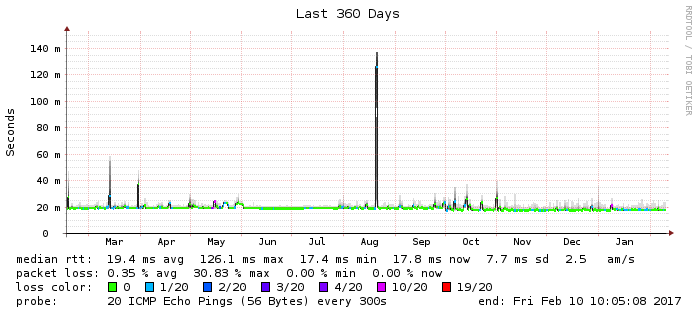 Last 360 Days
RRDTOOL / TOBI OETIKER
Seconds
140 m
120 m
100 m
80 m
60 m
40 m
20 m
0
Mar Apr May Jun Jul Aug Sep Oct Nov Dec Jan
median rtt: 19.4 ms avg 126.1 ms max 17.4 ms min 17.8 ms now 7.7 ms sd 2.5 am/s
packet loss: 0.35 % avg 30.83 % max 0.00 % min 0.00 % now
loss color: 0 1/20 2/20 3/20 4/20 10/20 19/20
probe: 20 ICMP Echo Pings (56 Bytes) every 300s end: Fri Feb 10 10:05:08 2017